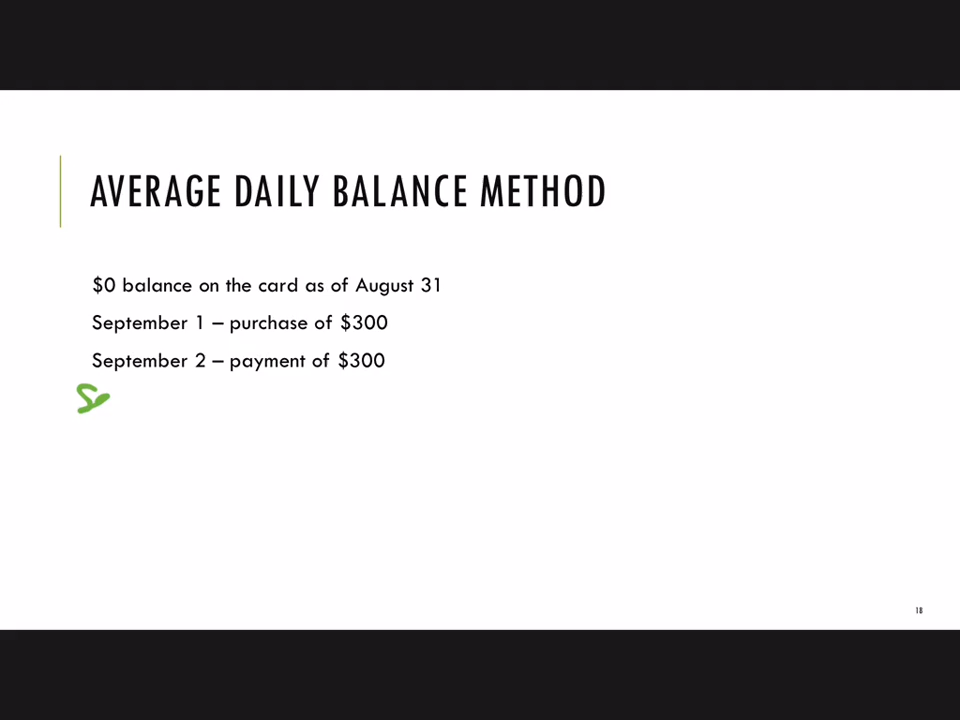 AVERAGE DAILY BALANCE METHOD
$0 balance on the card as of August 31
September 1 – purchase of $300
September 2 – payment of $300
Se
18